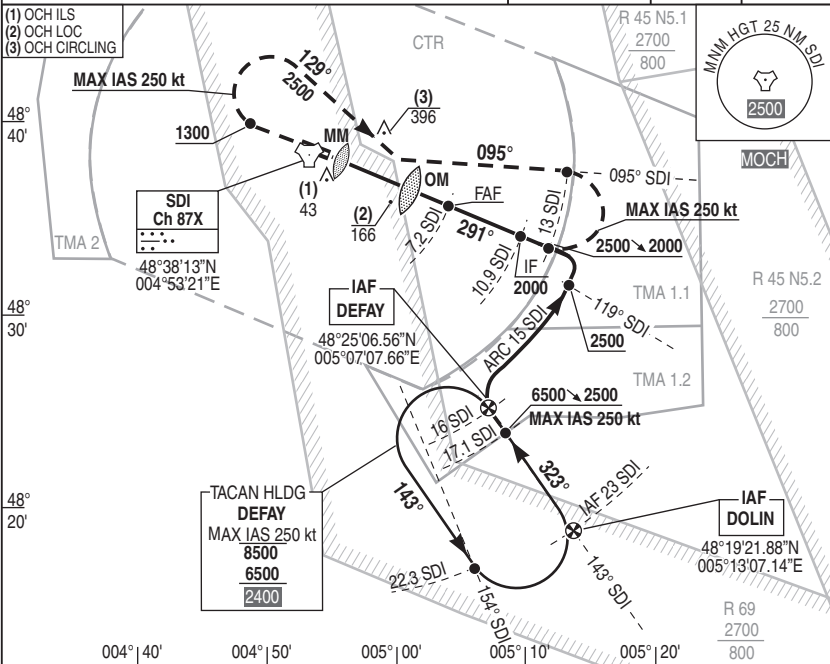 (1) OCH ILS
(2) OCH LOC
(3) OCH CIRCLING
CTR
R 45 N5.1
2700
800
MNM HGT 25 NM SDI
2500
MOCH
129°
2500
MAX IAS 250 kt
48°
40'
1300
MM
(3)
396
095°
095° SDI
OM
FAF
(1)
43
(2)
166
7.2 SDI
291°
13 SDI
MAX IAS 250 kt
2500 ↘ 2000
10.9 SDI
IF
2000
SDI
Ch 87X
48°38'13"N
004°53'21"E
TMA 2
IAF
DEFAY
48°25'06.56"N
005°07'07.66"E
48°
30'
TMA 1.1
R 45 N5.2
2700
800
119° SDI
ARC 15 SDI
2500
TMA 1.2
6500 ↘ 2500
MAX IAS 250 kt
16 SDI
17.1 SDI
323°
143°
TACAN HLDG
DEFAY
MAX IAS 250 kt
8500
6500
2400
48°
20'
IAF 23 SDI
IAF
DOLIN
48°19'21.88"N
005°13'07.14"E
22.3 SDI
154° SDI
143° SDI
R 69
2700
800
004° 40'
004° 50'
005° 00'
005° 10'
005° 20'